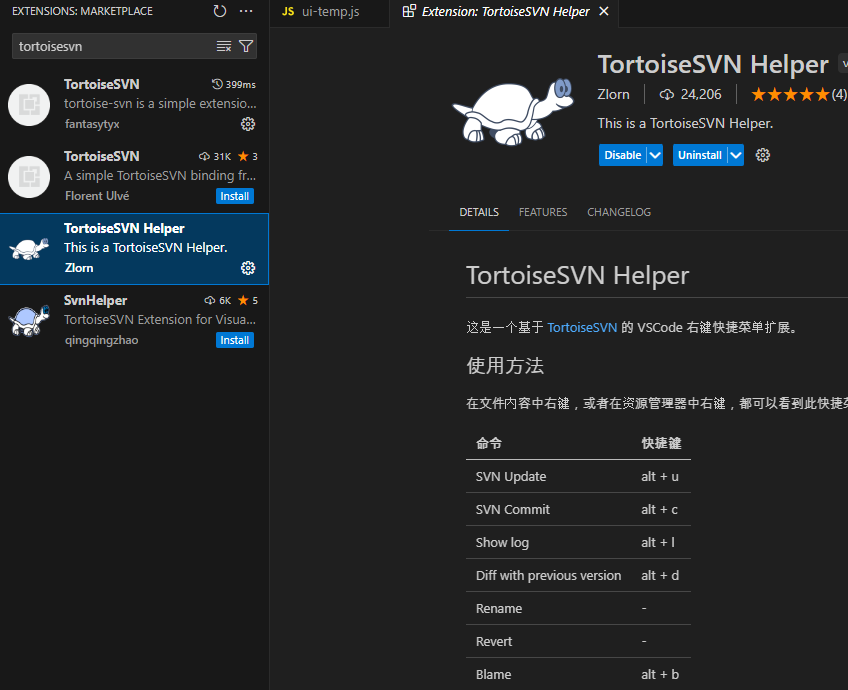 EXTENSIONS: MARKETPLACE
tortoisesvn
TortoiseSVN 399ms
tortoise-svn is a simple extensio...
fantasytyx
TortoiseSVN 31K 3
A simple TortoiseSVN binding fr...
Florent Ulvé Install
TortoiseSVN Helper
This is a TortoiseSVN Helper.
Zlorn
SvnHelper 6K 5
TortoiseSVN Extension for Visua...
qingqingzhao Install
JS ui-temp.js Extension: TortoiseSVN Helper
TortoiseSVN Helper v
Zlorn 24,206 (4)
This is a TortoiseSVN Helper.
Disable Uninstall
DETAILS FEATURES CHANGELOG
TortoiseSVN Helper
这是一个基于 TortoiseSVN 的 VSCode 右键快捷菜单扩展。
使用方法
在文件内容中右键，或者在资源管理器中右键，都可以看到此快捷菜
命令 快捷键
SVN Update alt + u
SVN Commit alt + c
Show log alt + l
Diff with previous version alt + d
Rename -
Revert -
Blame alt + b